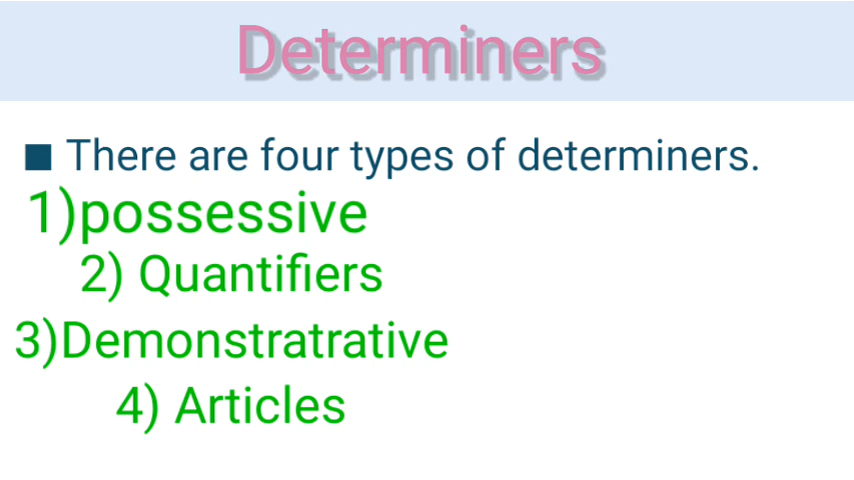 Determiners
■ There are four types of determiners.
1)possessive
2) Quantifiers
3)Demonstratrative
4) Articles